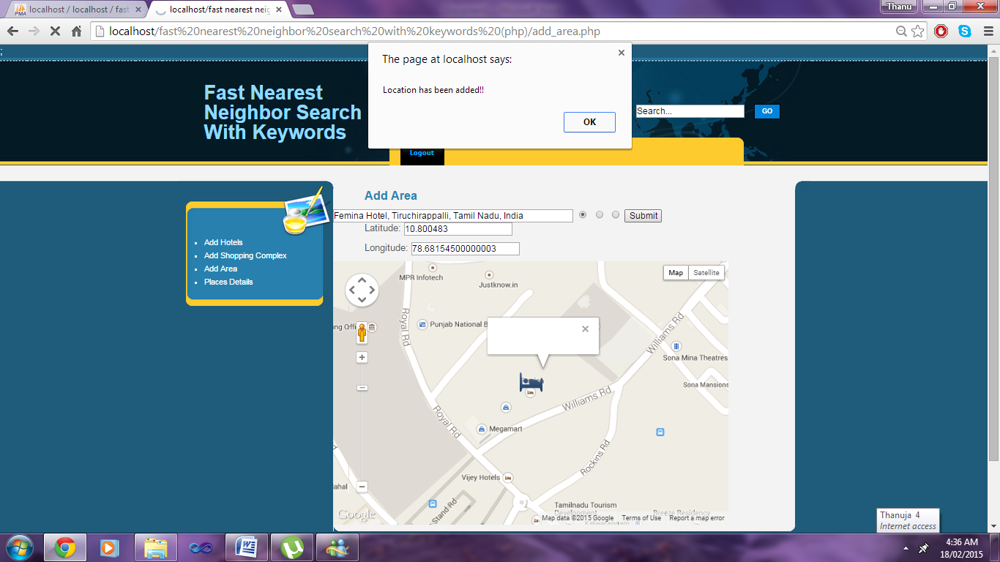 localhost / localhost / fast
localhost/fast nearest neig
Thanu
localhost/fast%20nearest%20neighbor%20search%20with%20keywords%20(php)/add_area.php
;
The page at localhost says:
Location has been added!!
OK
Fast Nearest
Neighbor Search
With Keywords
Search...
GO
Logout
Add Area
Femina Hotel, Tiruchirappalli, Tamil Nadu, India
Submit
Latitude: 10.800483
Longitude: 78.68154500000003
Add Hotels
Add Shopping Complex
Add Area
Places Details
MPR Infotech
Justknow.in
Map
Satellite
Royal Rd
Punjab National B
ing Offi
Williams Rd
Sona Mina Theatres
Sona Mansions
Williams Rd
Royal Rd
Megamart
Rockins Rd
Vijey Hotels
ahal
Stand Rd
Tamilnadu Tourism
Development
Breeze Residency
Google
Map data ©2015 Google
Terms of Use
Report a map error
Thanuja 4
Internet access
4:36 AM
18/02/2015